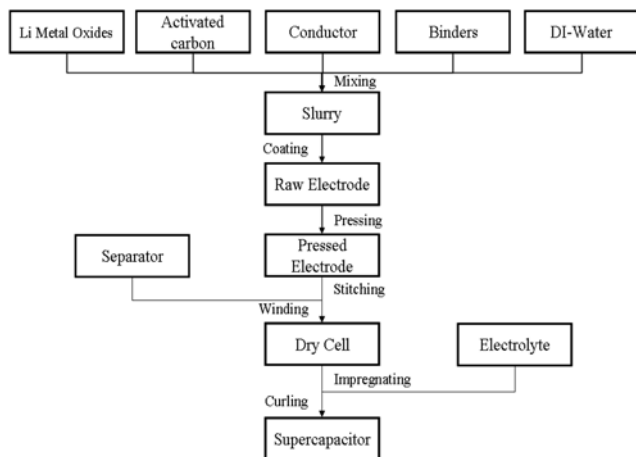 Li Metal Oxides
Activated
carbon
Conductor
Binders
DI-Water
Mixing
Slurry
Coating
Raw Electrode
Pressing
Separator
Pressed
Electrode
Stitching
Winding
Dry Cell
Electrolyte
Impregnating
Curling
Supercapacitor